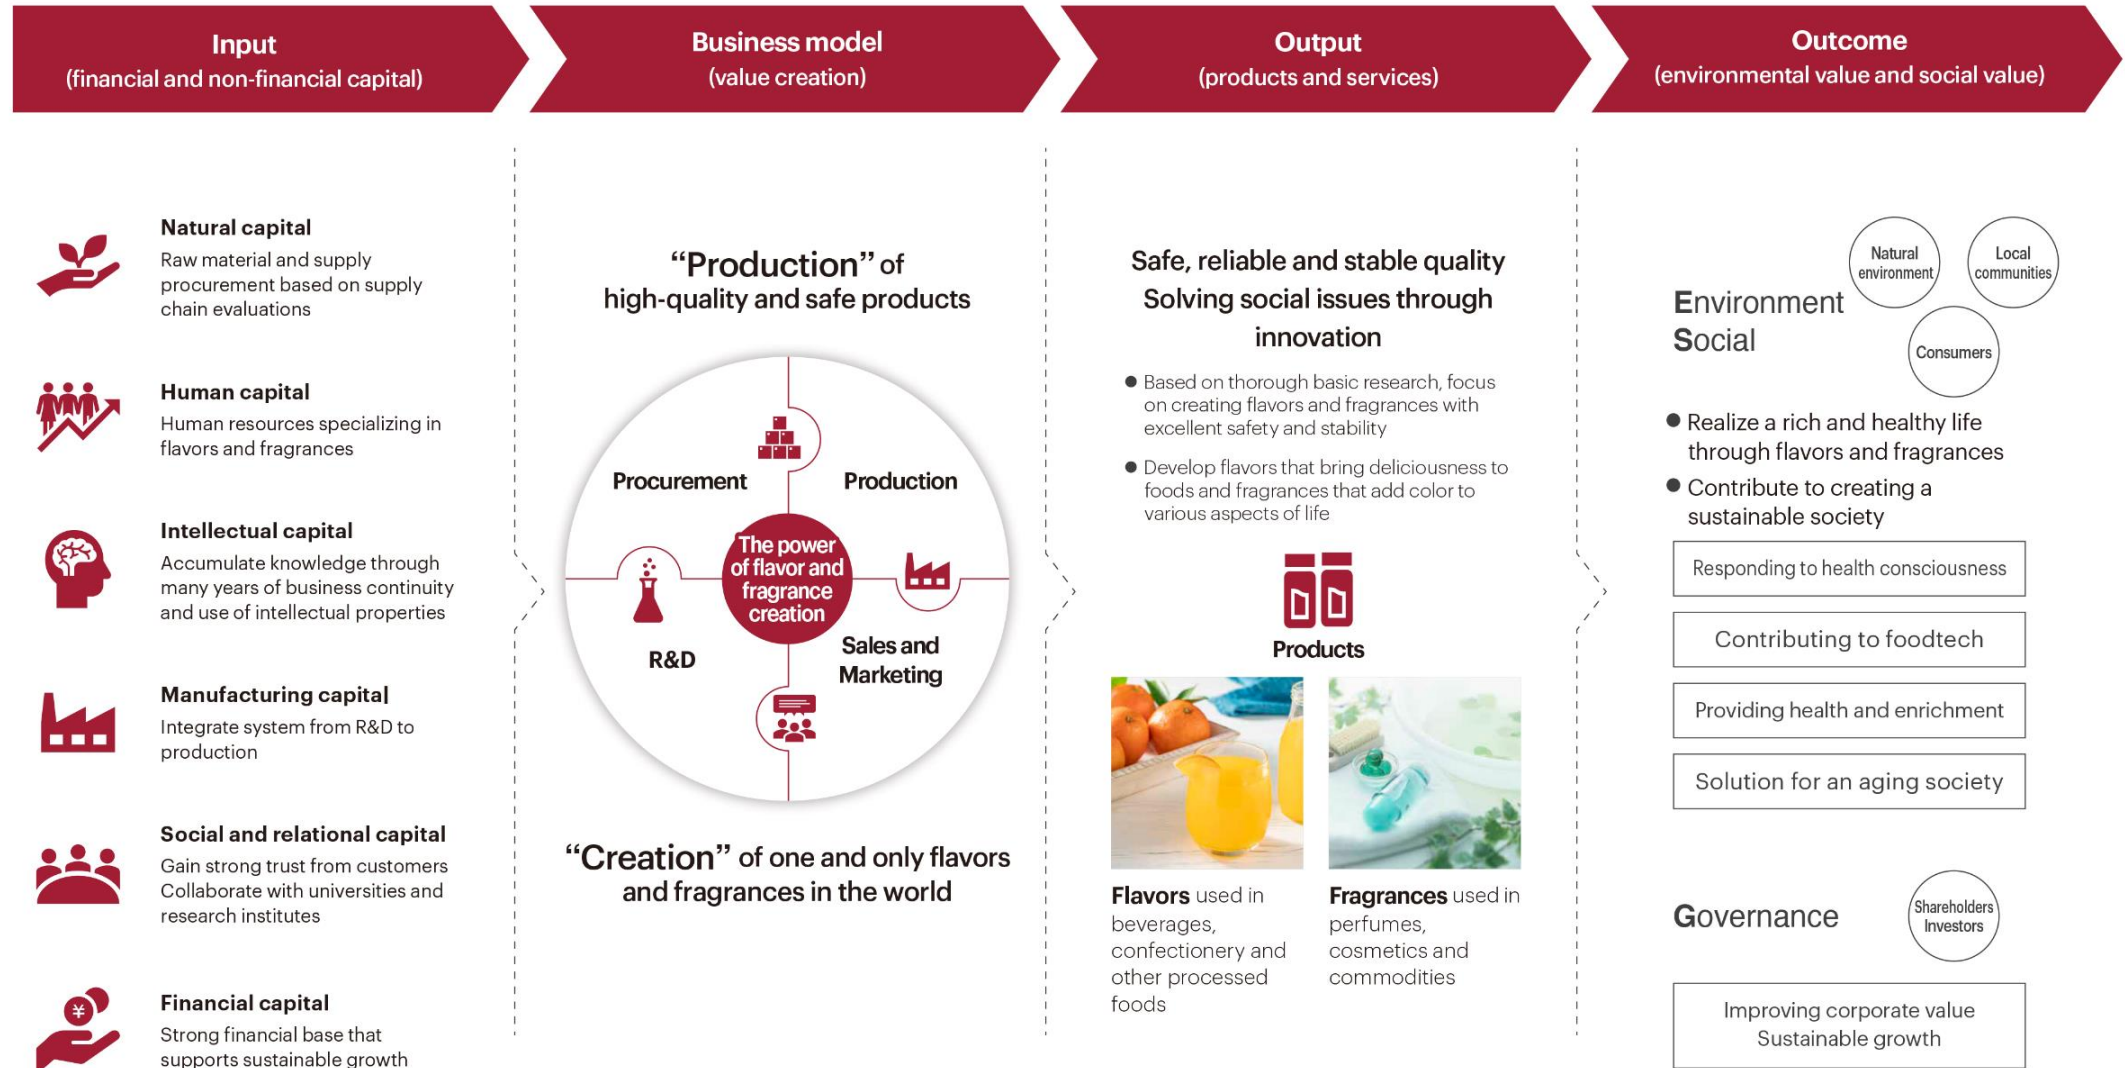 Input
(financial and non-financial capital)
Business model
(value creation)
Output
(products and services)
Outcome
(environmental value and social value)
Natural capital
Raw material and supply
procurement based on supply
chain evaluations
Human capital
Human resources specializing in
flavors and fragrances
Intellectual capital
Accumulate knowledge through
many years of business continuity
and use of intellectual properties
Manufacturing capital
Integrate system from R&D to
production
Social and relational capital
Gain strong trust from customers
Collaborate with universities and
research institutes
Financial capital
¥
Strong financial base that
supports sustainable growth
“Production” of
high-quality and safe products
Procurement
Production
The power
of flavor and
fragrance
creation
R&D
Sales and
Marketing
“Creation” of one and only flavors
and fragrances in the world
Safe, reliable and stable quality
Solving social issues through
innovation
● Based on thorough basic research, focus
on creating flavors and fragrances with
excellent safety and stability
● Develop flavors that bring deliciousness to
foods and fragrances that add color to
various aspects of life
Products
Flavors used in
beverages,
confectionery and
other processed
foods
Fragrances used in
perfumes,
cosmetics and
commodities
Environment
Social
Natural
environment
Local
communities
Consumers
● Realize a rich and healthy life
through flavors and fragrances
● Contribute to creating a
sustainable society
Responding to health consciousness
Contributing to foodtech
Providing health and enrichment
Solution for an aging society
Governance
Shareholders
Investors
Improving corporate value
Sustainable growth